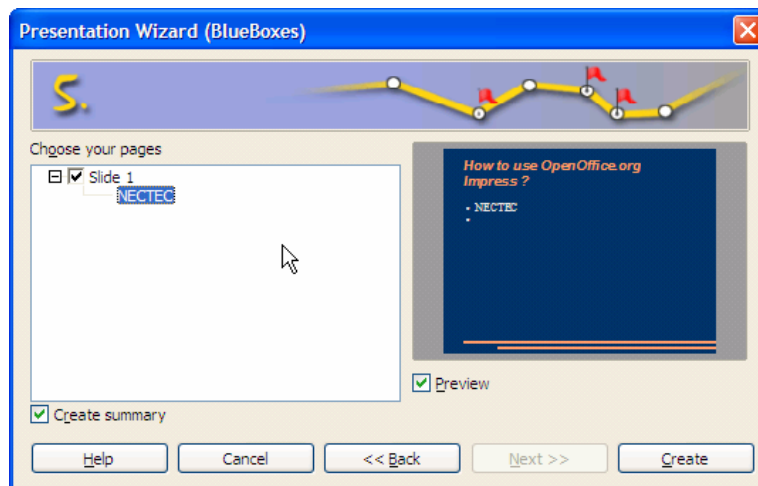 Presentation Wizard (BlueBoxes)
5.
Choose your pages
Slide 1
NECTEC
How to use OpenOffice.org
Impress ?
• NECTEC
•
Preview
Create summary
Help
Cancel
<< Back
Next >>
Create